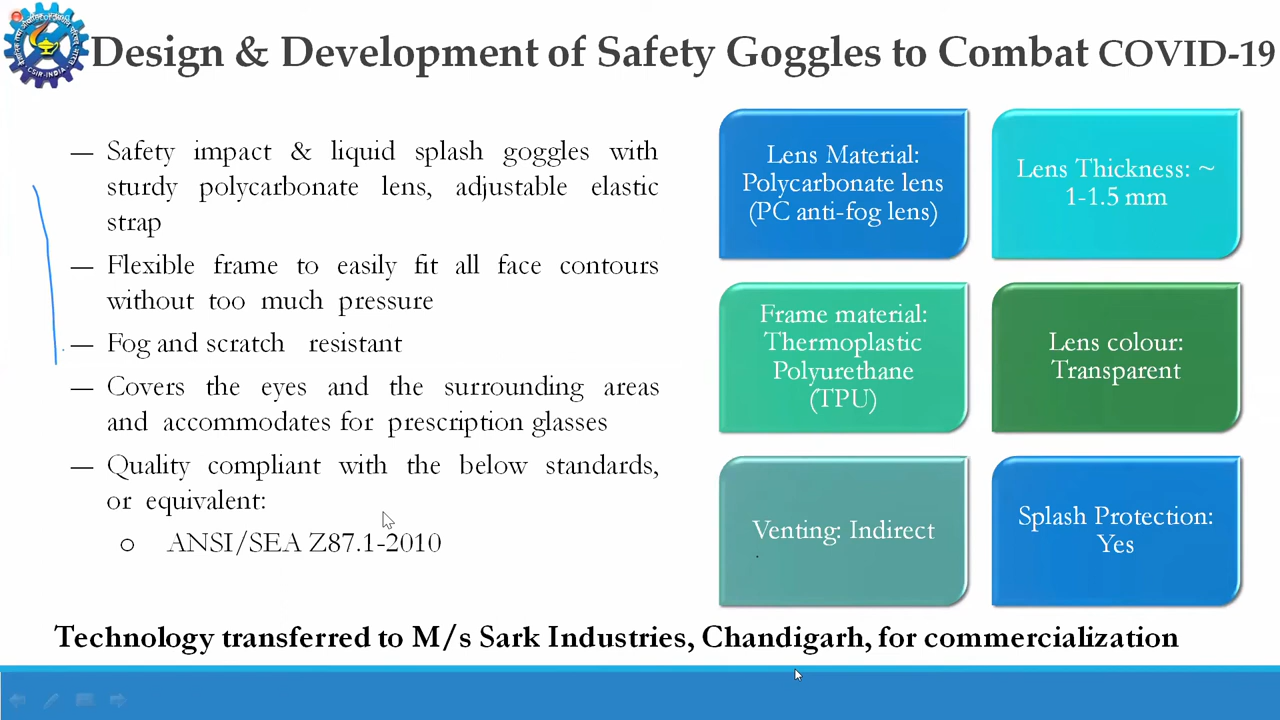 Design & Development of Safety Goggles to Combat COVID-19
— Safety impact & liquid splash goggles with
sturdy polycarbonate lens, adjustable elastic
strap
— Flexible frame to easily fit all face contours
without too much pressure
— Fog and scratch resistant
— Covers the eyes and the surrounding areas
and accommodates for prescription glasses
— Quality compliant with the below standards,
or equivalent:
o ANSI/SEA Z87.1-2010
Lens Material:
Polycarbonate lens
(PC anti-fog lens)
Lens Thickness: ~
1-1.5 mm
Frame material:
Thermoplastic
Polyurethane
(TPU)
Lens colour:
Transparent
Venting: Indirect
Splash Protection:
Yes
Technology transferred to M/s Sark Industries, Chandigarh, for commercialization
CSIR-INDIA